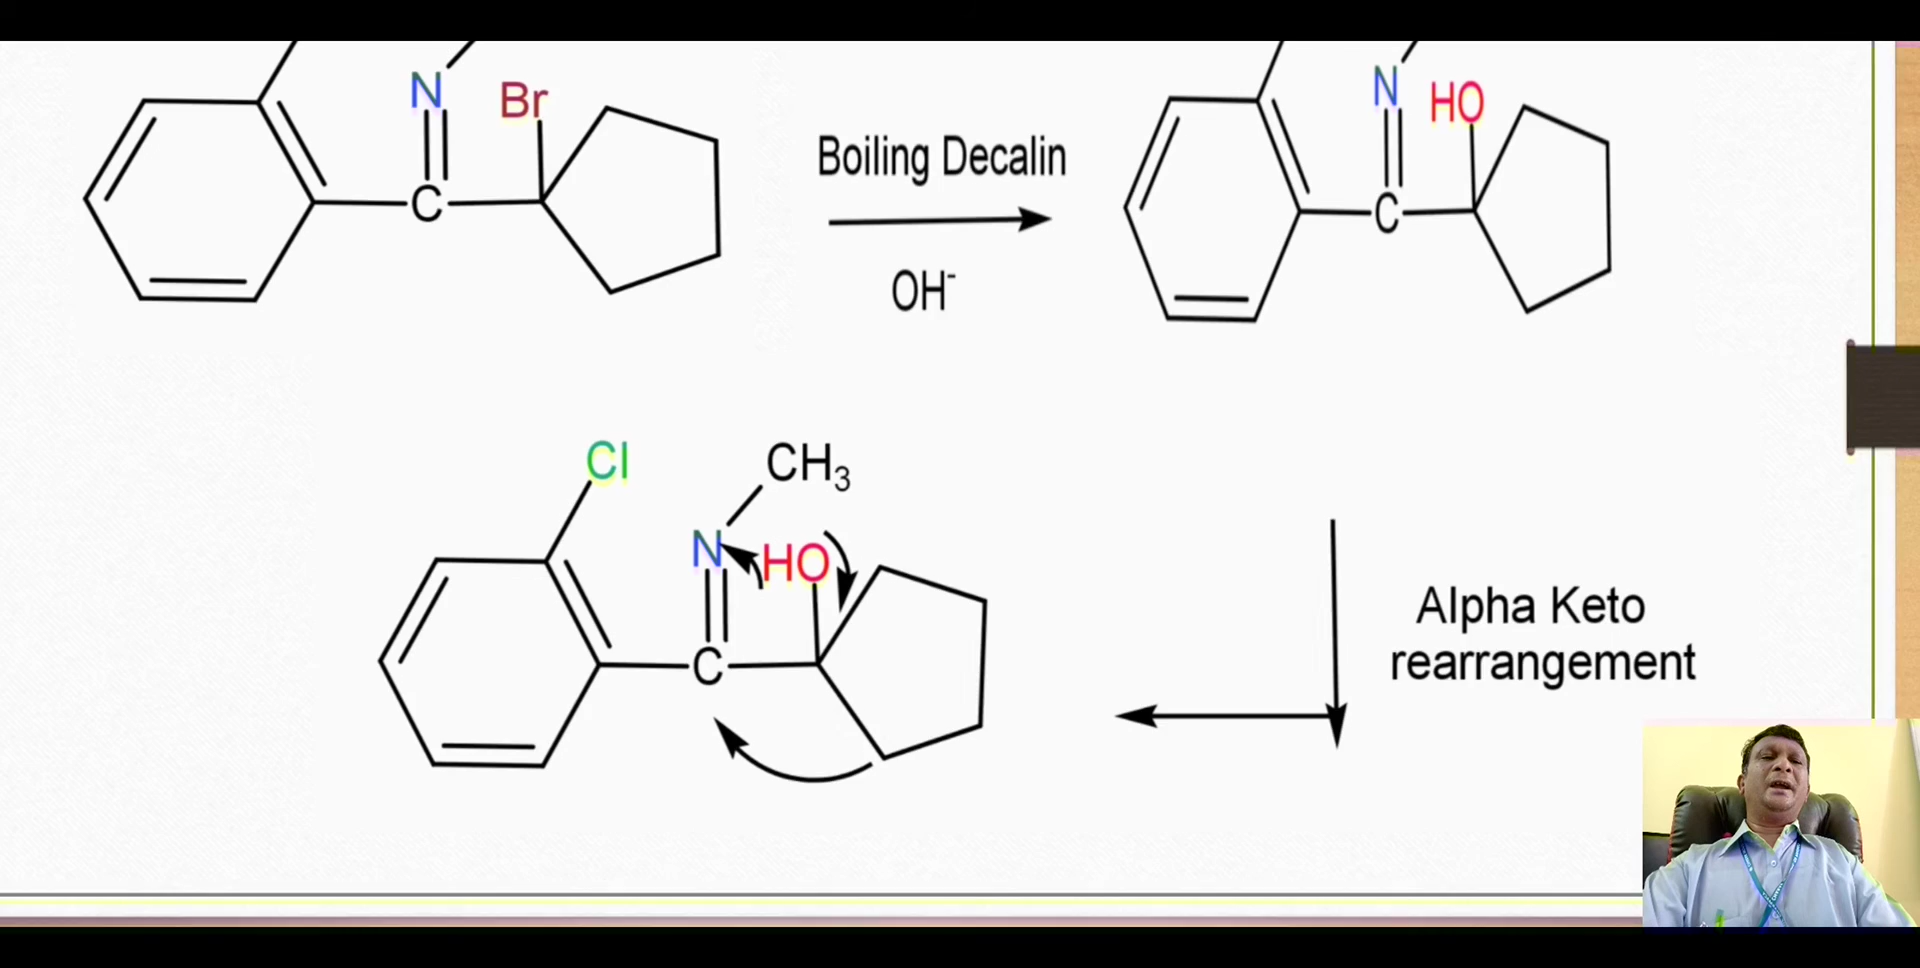 N
Br
C
Boiling Decalin
OH-
N
HO
C
Cl
CH3
N
HO
C
Alpha Keto
rearrangement